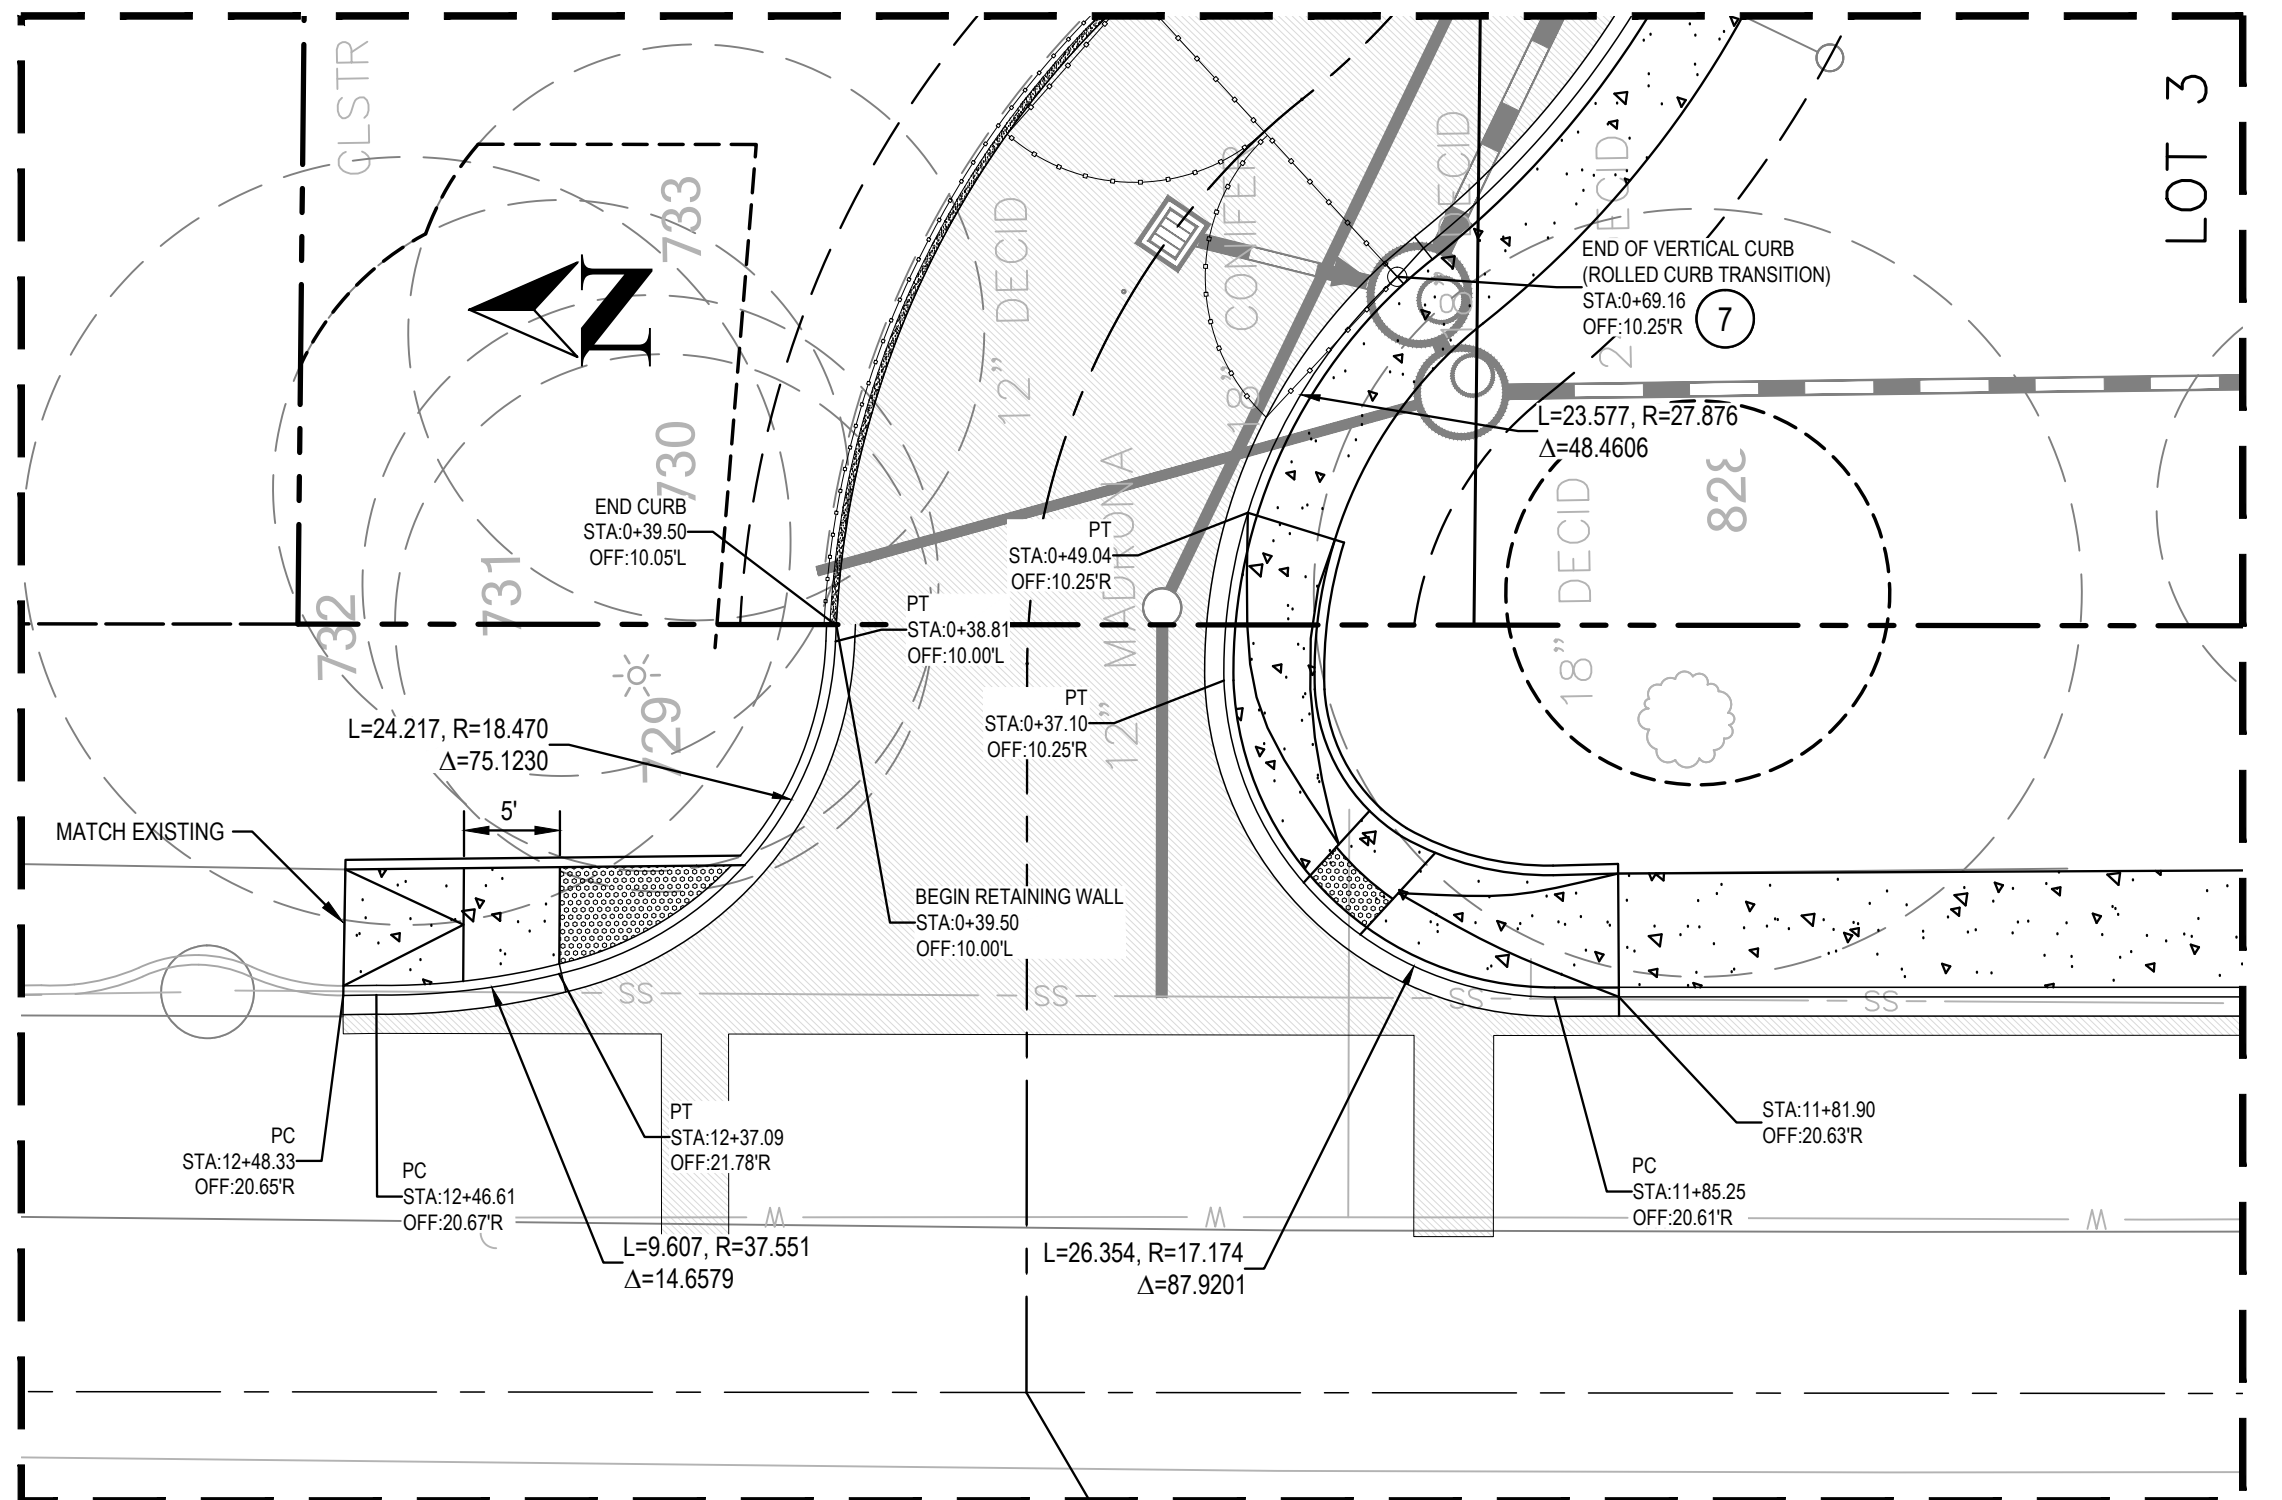 CLSTR
733
LOT 3
12" DECID
18" CONIFER
18" DECID
DECID
END OF VERTICAL CURB
(ROLLED CURB TRANSITION)
STA:0+69.16
OFF:10.25'R
7
N
L=23.577, R=27.876
Δ=48.4606
730
828
END CURB
STA:0+39.50
OFF:10.05'L
PT
STA:0+49.04
OFF:10.25'R
731
732
PT
STA:0+38.81
OFF:10.00'L
12" MADRONA
18" DECID
729
PT
STA:0+37.10
OFF:10.25'R
L=24.217, R=18.470
Δ=75.1230
5'
MATCH EXISTING
BEGIN RETAINING WALL
STA:0+39.50
OFF:10.00'L
SS
SS
SS
SS
PC
STA:12+48.33
OFF:20.65'R
PC
STA:12+46.61
OFF:20.67'R
PT
STA:12+37.09
OFF:21.78'R
STA:11+81.90
OFF:20.63'R
PC
STA:11+85.25
OFF:20.61'R
W
W
W
L=9.607, R=37.551
Δ=14.6579
L=26.354, R=17.174
Δ=87.9201